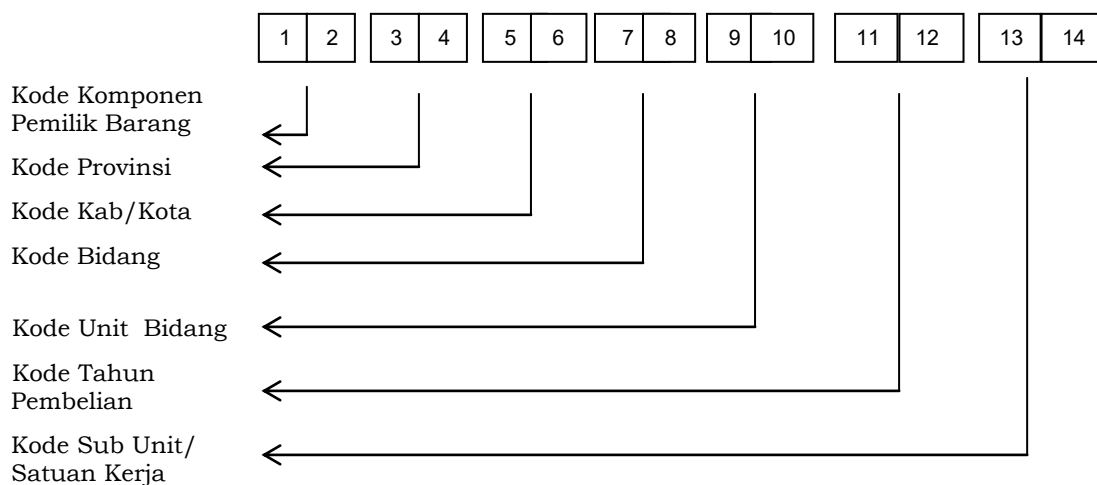 1 2 3 4 5 6 7 8 9 10 11 12 13 14
Kode Komponen
Pemilik Barang
Kode Provinsi
Kode Kab/Kota
Kode Bidang
Kode Unit Bidang
Kode Tahun
Pembelian
Kode Sub Unit/
Satuan Kerja